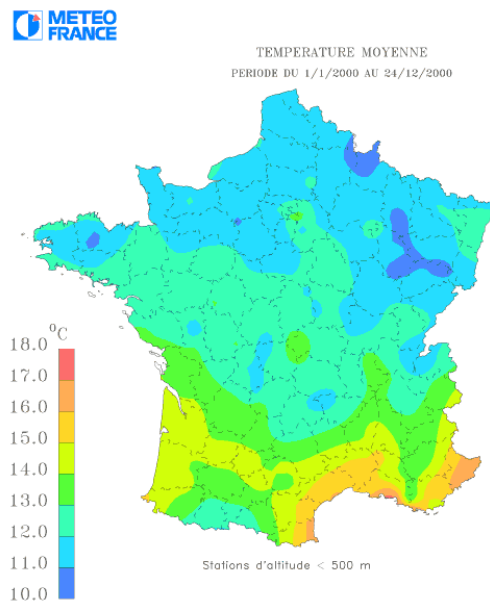 METEO
FRANCE
TEMPERATURE MOYENNE
PERIODE DU 1/1/2000 AU 24/12/2000
°C
18.0
17.0
16.0
15.0
14.0
13.0
12.0
11.0
10.0
Stations d'altitude < 500 m